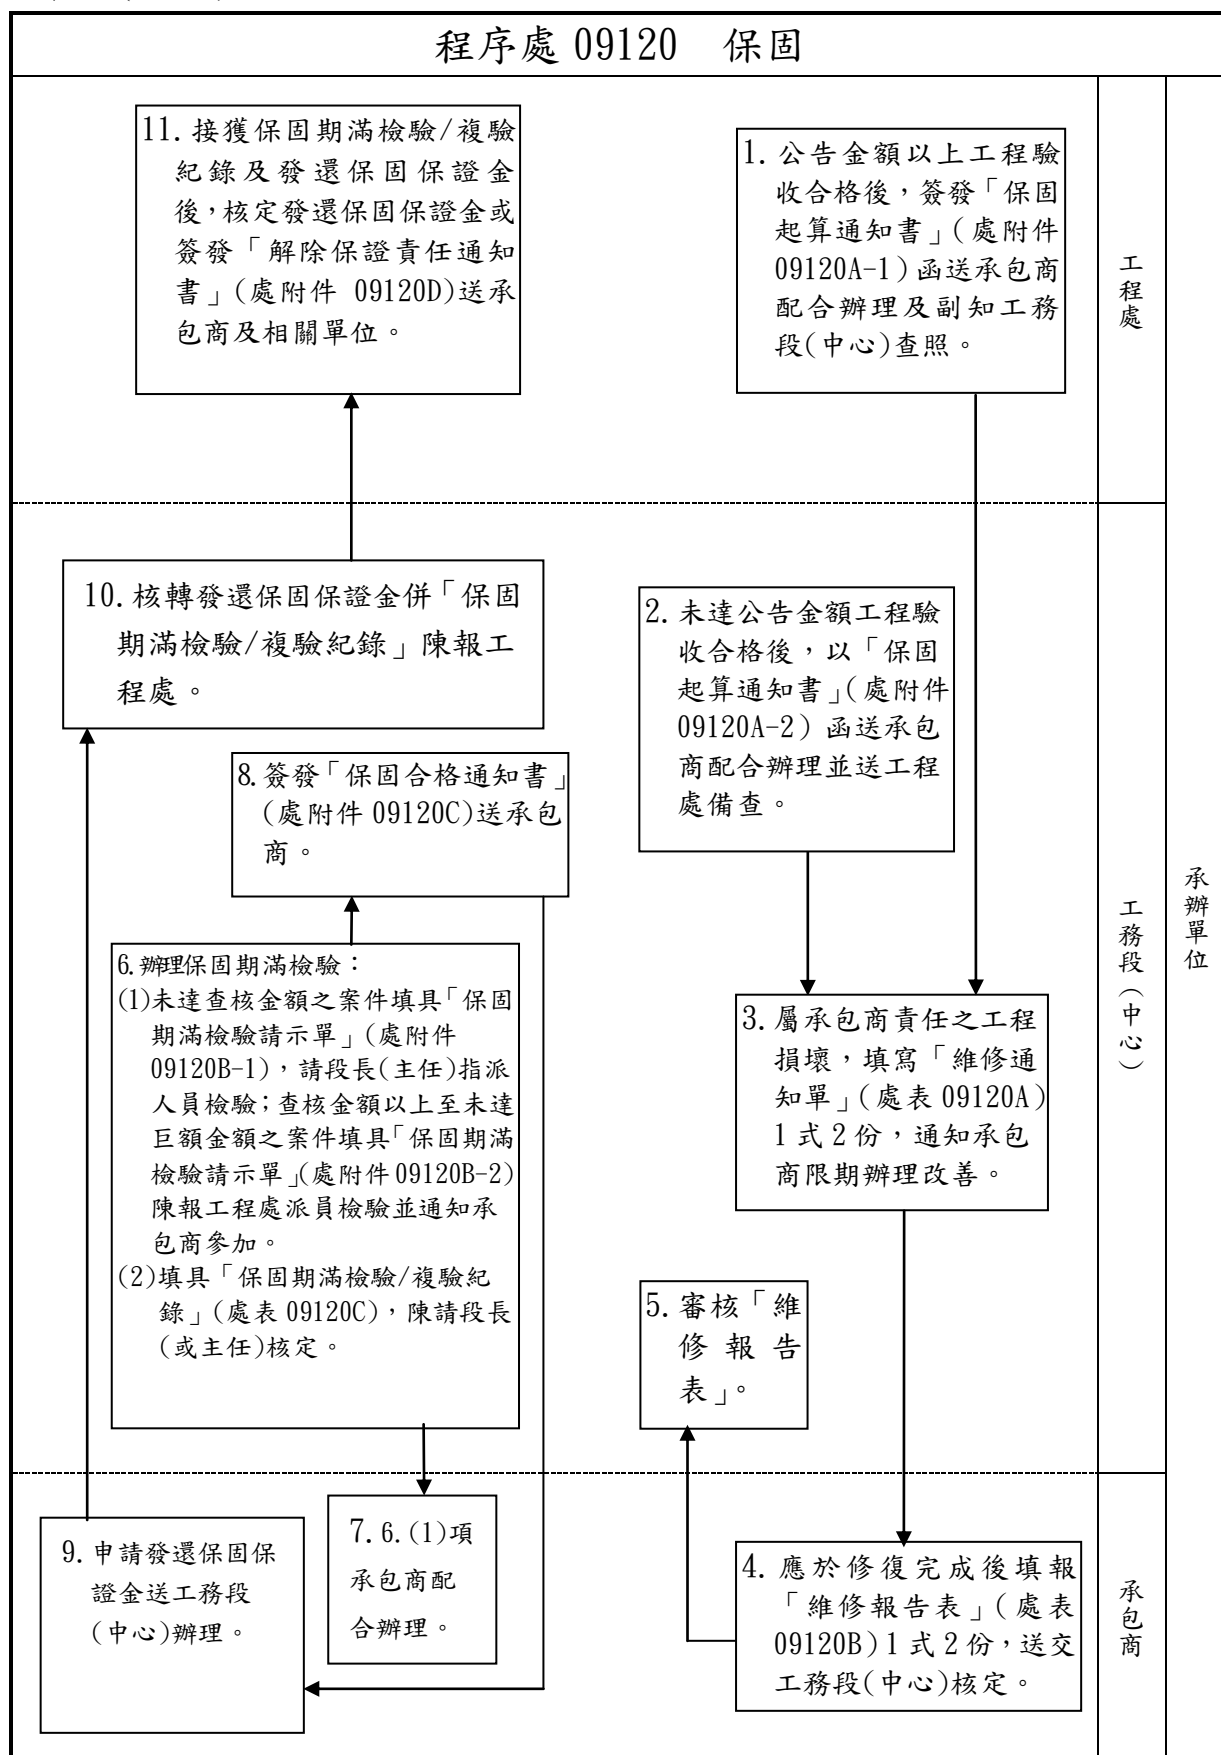 程序處 09120　保固
11. 接獲保固期滿檢驗/複驗
紀錄及發還保固保證金
後，核定發還保固保證金或
簽發「解除保證責任通知
書」(處附件 09120D)送承
包商及相關單位。
1. 公告金額以上工程驗
收合格後，簽發「保固
起算通知書」(處附件
09120A-1)函送承包商
配合辦理及副知工務
段(中心)查照。
工程處
10. 核轉發還保固保證金併「保固
期滿檢驗/複驗紀錄」陳報工
程處。
2. 未達公告金額工程驗
收合格後，以「保固
起算通知書」(處附件
09120A-2) 函送承包
商配合辦理並送工程
處備查。
8. 簽發「保固合格通知書」
(處附件 09120C)送承包
商。
6. 辦理保固期滿檢驗：
(1)未達查核金額之案件填具「保固
期滿檢驗請示單」(處附件
09120B-1)，請段長(主任)指派
人員檢驗；查核金額以上至未達
巨額金額之案件填具「保固期滿
檢驗請示單」(處附件 09120B-2)
陳報工程處派員檢驗並通知承
包商參加。
(2)填具「保固期滿檢驗/複驗紀
錄」(處表 09120C)，陳請段長
(或主任)核定。
3. 屬承包商責任之工程
損壞，填寫「維修通
知單」(處表 09120A)
1 式 2 份，通知承包
商限期辦理改善。
5. 審核「維
修報告
表」。
工務段(中心)
承辦單位
9. 申請發還保固保
證金送工務段
(中心)辦理。
7. 6. (1)項
承包商配
合辦理。
4. 應於修復完成後填報
「維修報告表」(處表
09120B) 1 式 2 份，送交
工務段(中心)核定。
承包商